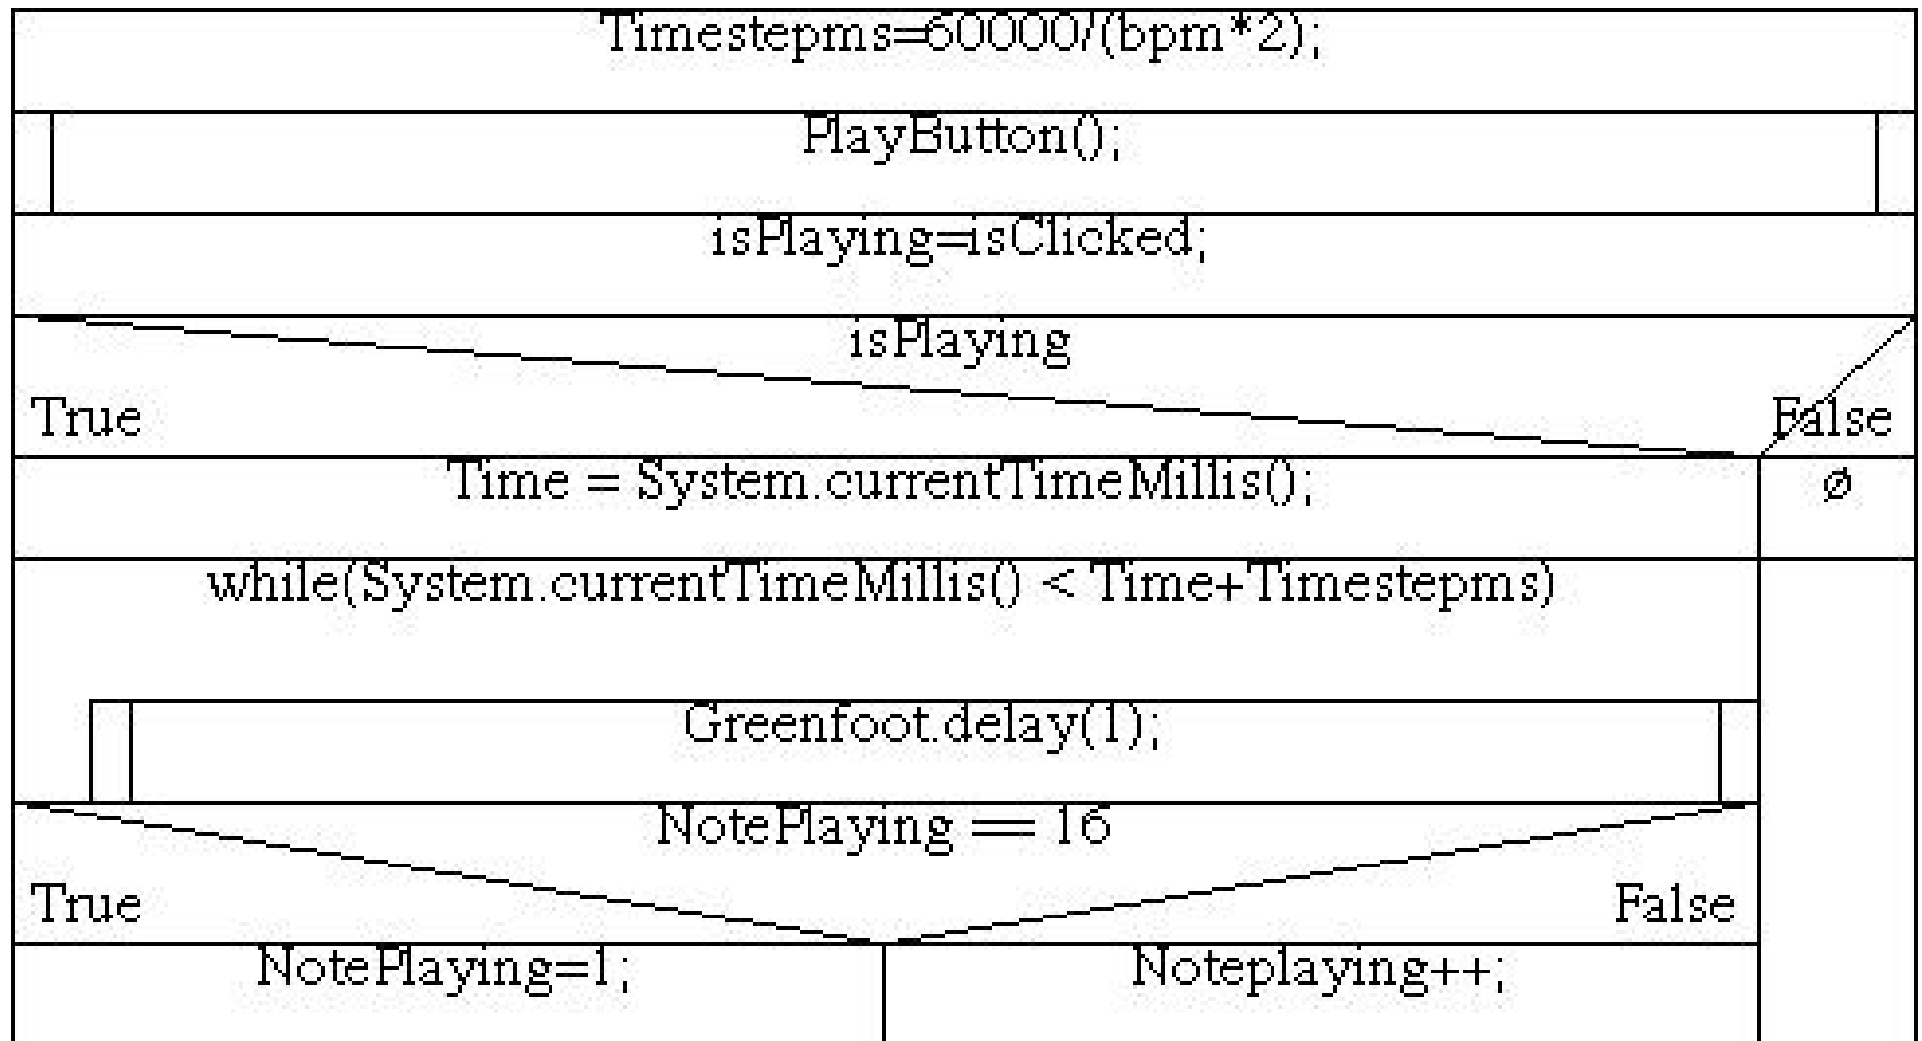 Timestepms=60000/(bpm*2);
PlayButton();
isPlaying=isClicked;
isPlaying
True
False
Time = System.currentTimeMillis();
ø
while(System.currentTimeMillis() < Time+Timestepms)
Greenfoot.delay(1);
NotePlaying == 16
True
False
NotePlaying=1;
Noteplaying++;